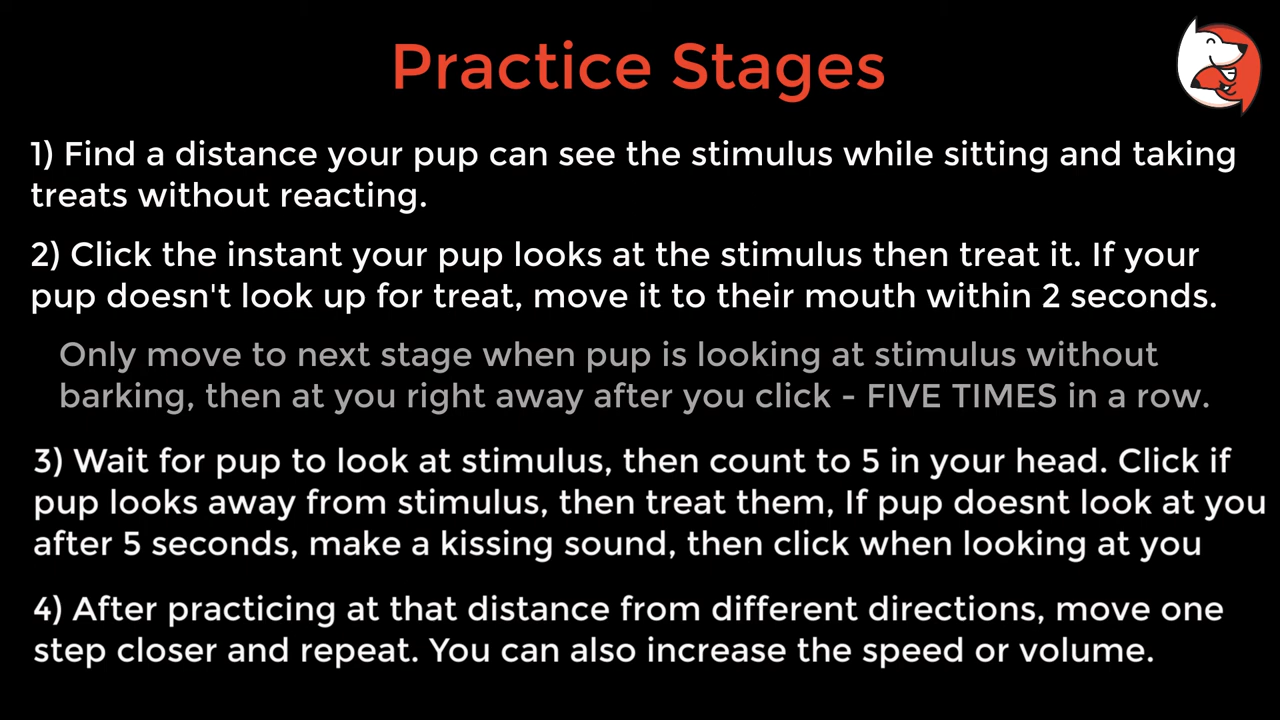 Practice Stages
1) Find a distance your pup can see the stimulus while sitting and taking
treats without reacting.
2) Click the instant your pup looks at the stimulus then treat it. If your
pup doesn't look up for treat, move it to their mouth within 2 seconds.
Only move to next stage when pup is looking at stimulus without
barking, then at you right away after you click - FIVE TIMES in a row.
3) Wait for pup to look at stimulus, then count to 5 in your head. Click if
pup looks away from stimulus, then treat them, If pup doesnt look at you
after 5 seconds, make a kissing sound, then click when looking at you
4) After practicing at that distance from different directions, move one
step closer and repeat. You can also increase the speed or volume.